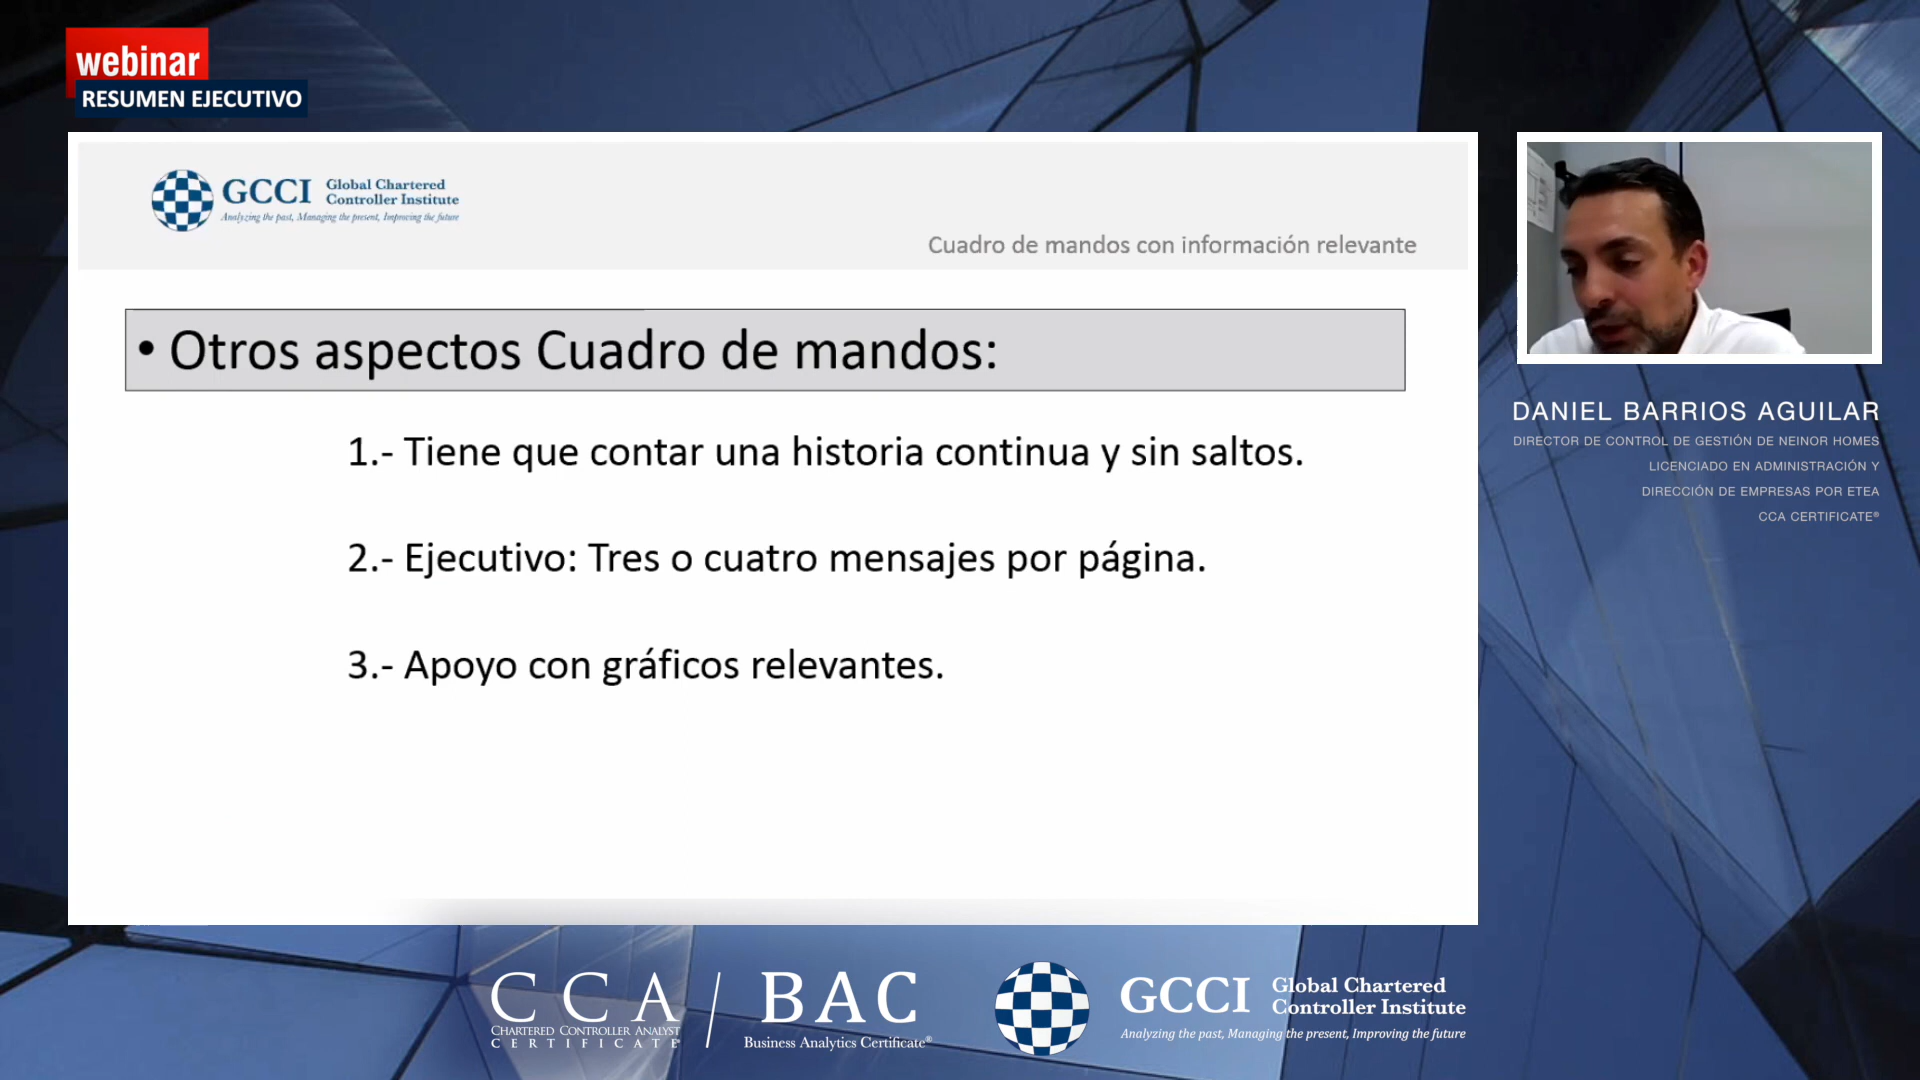 webinar
RESUMEN EJECUTIVO
GCCI
Global Chartered
Controller Institute
Analyzing the past, Managing the present, Improving the future
Cuadro de mandos con información relevante
• Otros aspectos Cuadro de mandos:
1.- Tiene que contar una historia continua y sin saltos.
2.- Ejecutivo: Tres o cuatro mensajes por página.
3.- Apoyo con gráficos relevantes.
DANIEL BARRIOS AGUILAR
DIRECTOR DE CONTROL DE GESTIÓN DE NEINOR HOMES
LICENCIADO EN ADMINISTRACIÓN Y
DIRECCIÓN DE EMPRESAS POR ETEA
CCA CERTIFICATE®
CCA / BAC
CHARTERED CONTROLLER ANALYST
CERTIFICATE®
Business Analytics Certificate®
GCCI
Global Chartered
Controller Institute
Analyzing the past, Managing the present, Improving the future